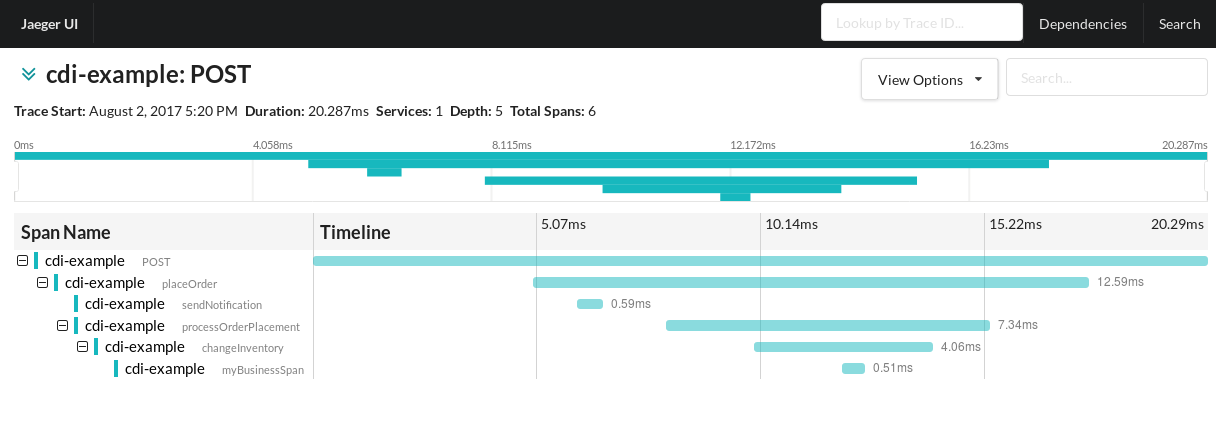 Jaeger UI Lookup by Trace ID... Dependencies Search
cdi-example: POST View Options Search...
Trace Start: August 2, 2017 5:20 PM Duration: 20.287ms Services: 1 Depth: 5 Total Spans: 6
0ms 4.058ms 8.115ms 12.172ms 16.23ms 20.287ms
Span Name Timeline 5.07ms 10.14ms 15.22ms 20.29ms
cdi-example POST
cdi-example placeOrder 12.59ms
cdi-example sendNotification 0.59ms
cdi-example processOrderPlacement 7.34ms
cdi-example changeInventory 4.06ms
cdi-example myBusinessSpan 0.51ms